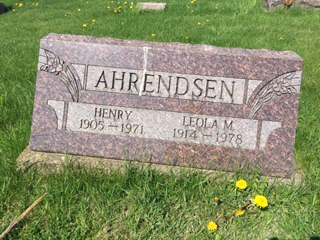 AHRENDSEN
HENRY LEOLA M.
1905–1971 1914–1978